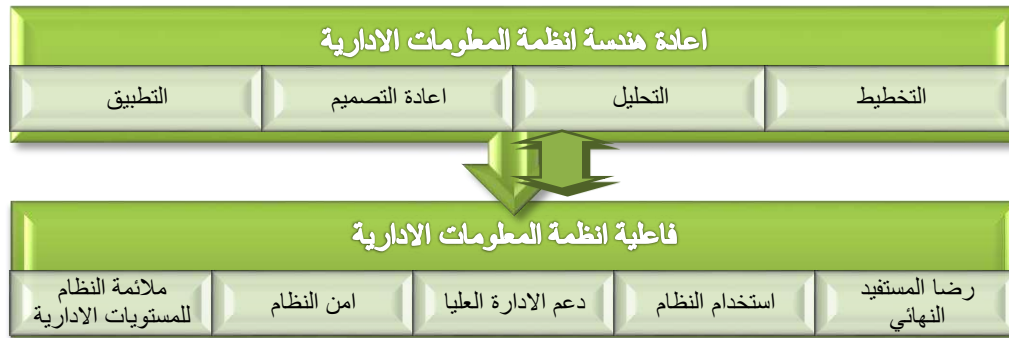 اعادة هندسة انظمة المعلومات الادارية
التخطيط
التحليل
اعادة التصميم
التطبيق
فاعلية انظمة المعلومات الادارية
رضا المستفيد
النهائي
استخدام النظام
دعم الادارة العليا
امن النظام
ملائمة النظام
للمستويات الادارية